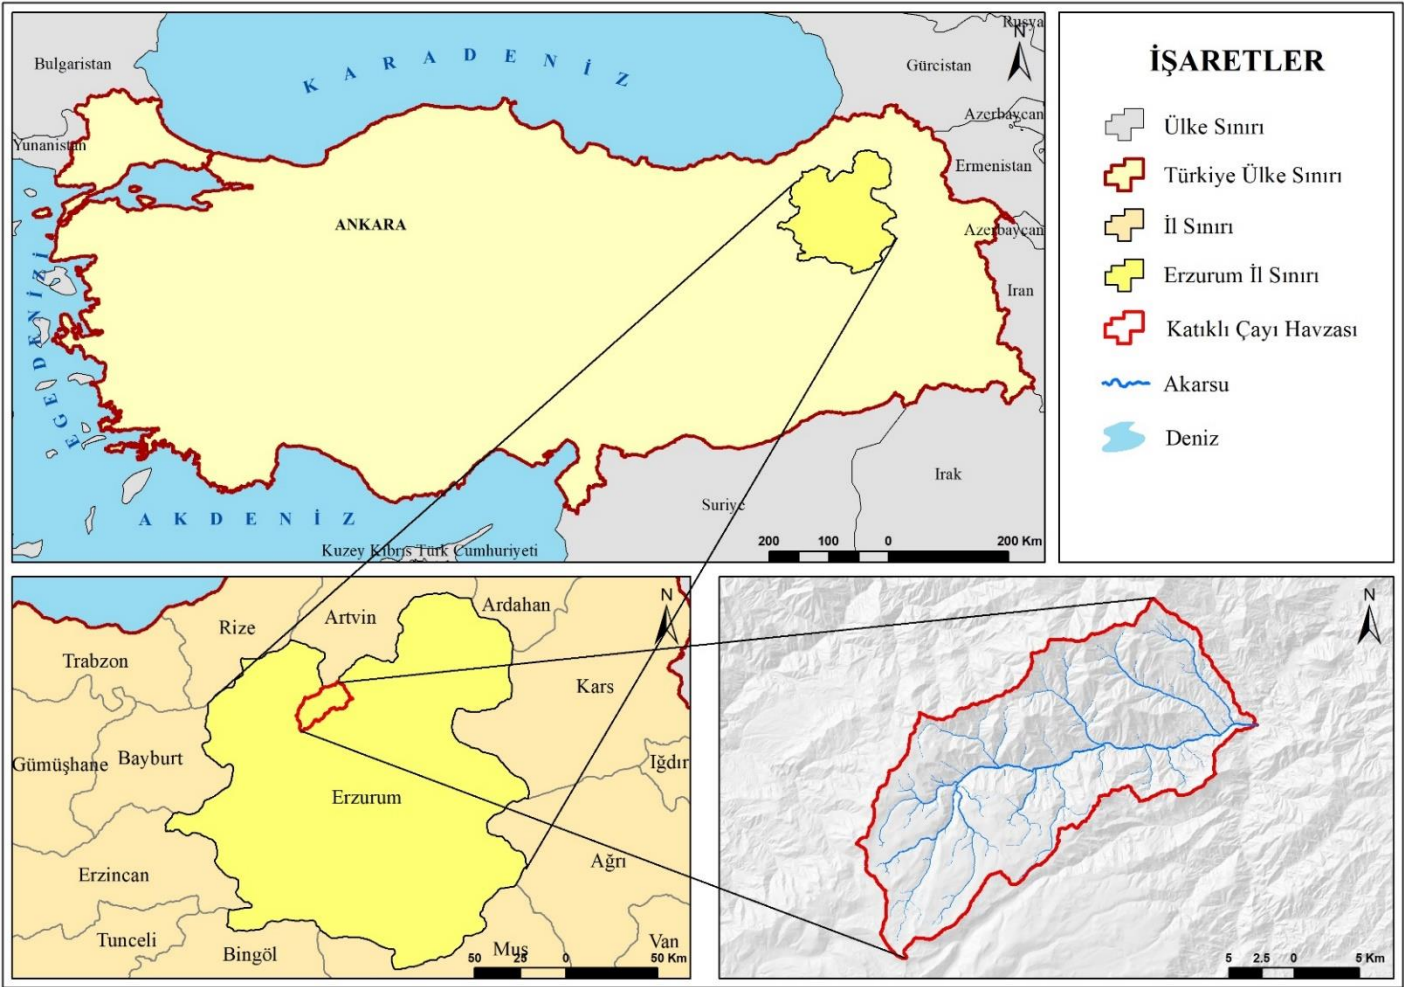 Rusya
N
Bulgaristan
K A R A D E N İ Z
Gürcistan
Azerbaycan
Yunanistan
Ermenistan
ANKARA
Azerbaycan
Iran
E G E D E N İ Z İ
Irak
Suriye
A K D E N İ Z
Kuzey Kıbrıs Türk Cumhuriyeti
200 100 0 200 Km
İŞARETLER
Ülke Sınırı
Türkiye Ülke Sınırı
İl Sınırı
Erzurum İl Sınırı
Katıklı Çayı Havzası
Akarsu
Deniz
N
Ardahan
Artvin
Rize
Trabzon
Kars
Gümüşhane
Bayburt
Iğdır
Erzurum
Ağrı
Erzincan
Tunceli
Bingöl
Muş
Van
50 25 0 50 Km
N
5 2.5 0 5 Km